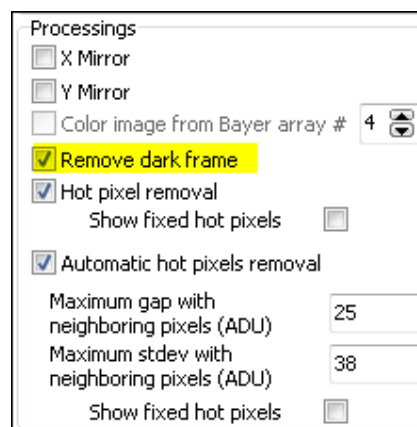 Processings
X Mirror
Y Mirror
Color image from Bayer array # 4
Remove dark frame
Hot pixel removal
Show fixed hot pixels
Automatic hot pixels removal
Maximum gap with
neighboring pixels (ADU) 25
Maximum stdev with
neighboring pixels (ADU) 38
Show fixed hot pixels